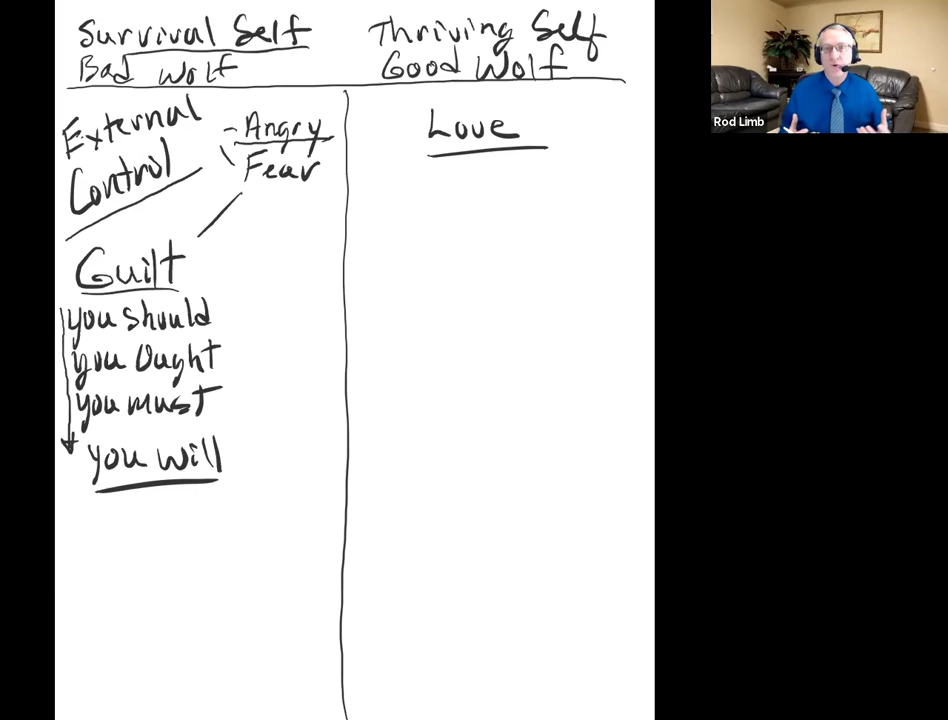 Survival Self
Bad Wolf
External
Control
- Angry
\ Fear
Guilt
you should
you ought
you must
you will
Thriving Self
Good Wolf
Love
Rod Limb